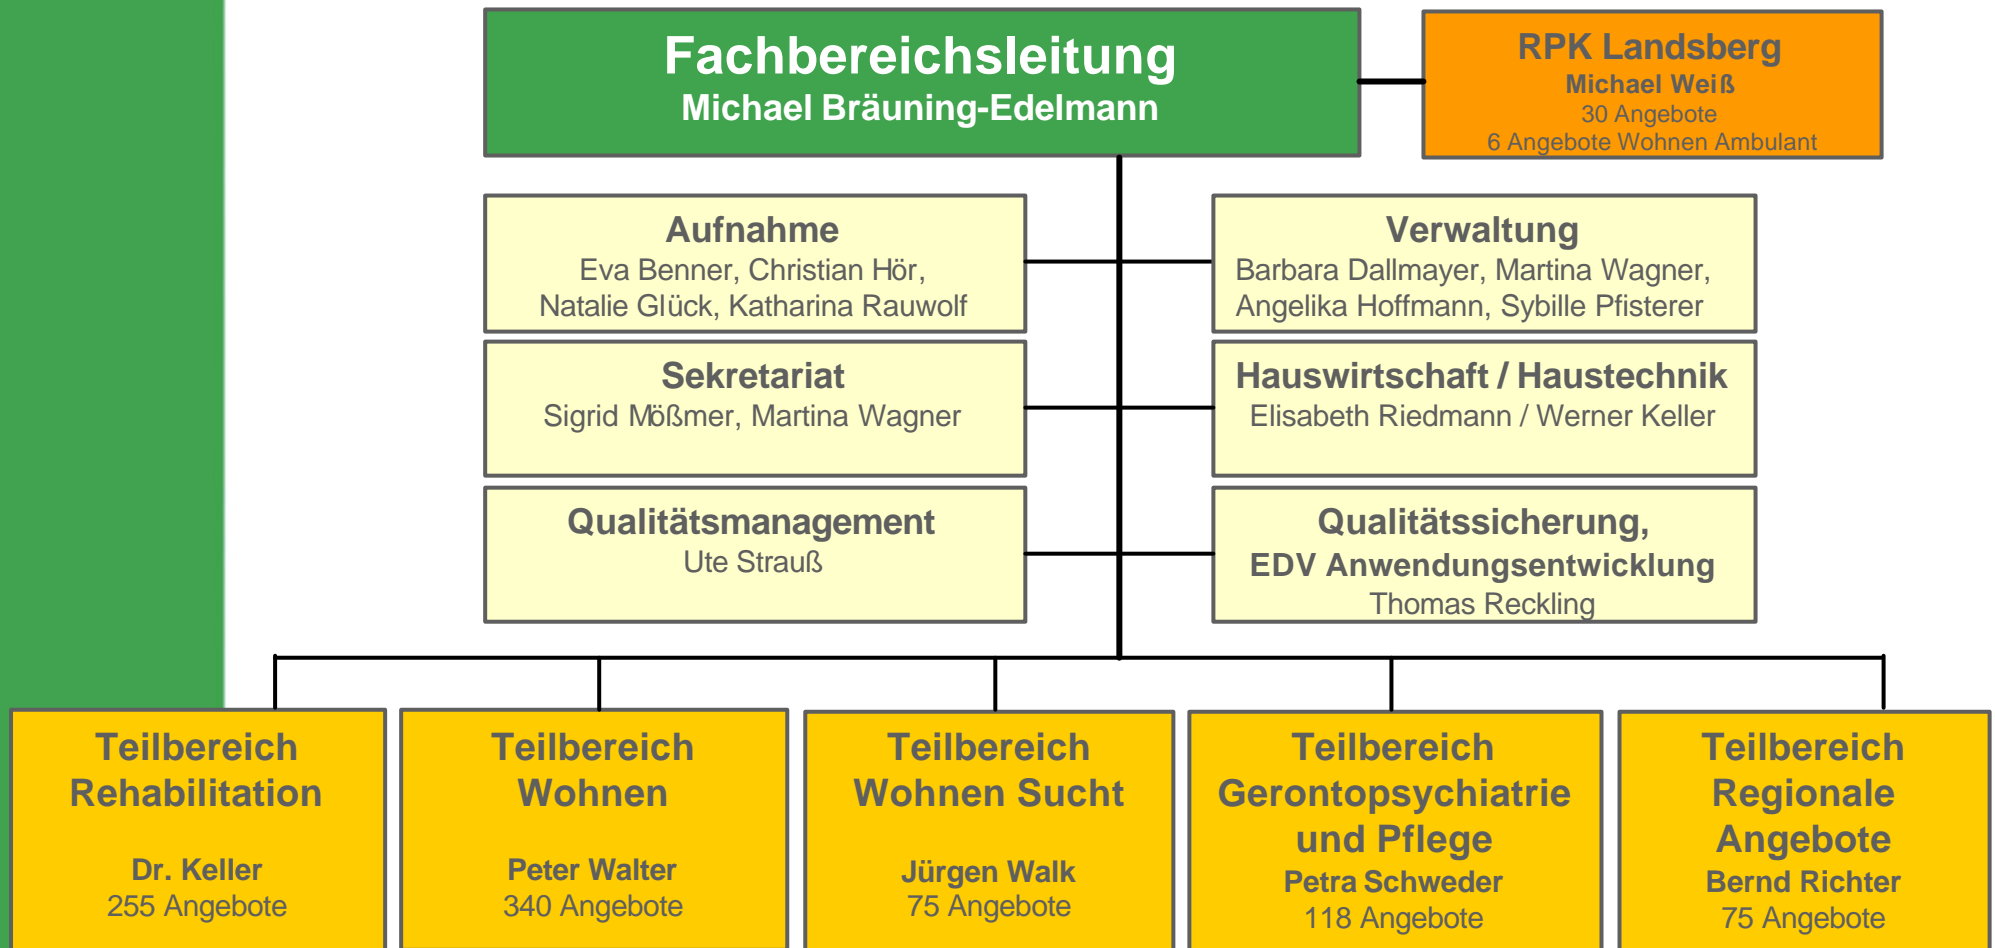 Fachbereichsleitung
Michael Bräuning-Edelmann
RPK Landsberg
Michael Weiß
30 Angebote
6 Angebote Wohnen Ambulant
Aufnahme
Eva Benner, Christian Hör,
Natalie Glück, Katharina Rauwolf
Verwaltung
Barbara Dallmayer, Martina Wagner,
Angelika Hoffmann, Sybille Pfisterer
Sekretariat
Sigrid Mößmer, Martina Wagner
Hauswirtschaft / Haustechnik
Elisabeth Riedmann / Werner Keller
Qualitätsmanagement
Ute Strauß
Qualitätssicherung,
EDV Anwendungsentwicklung
Thomas Reckling
Teilbereich
Rehabilitation
Dr. Keller
255 Angebote
Teilbereich
Wohnen
Peter Walter
340 Angebote
Teilbereich
Wohnen Sucht
Jürgen Walk
75 Angebote
Teilbereich
Gerontopsychiatrie
und Pflege
Petra Schweder
118 Angebote
Teilbereich
Regionale
Angebote
Bernd Richter
75 Angebote